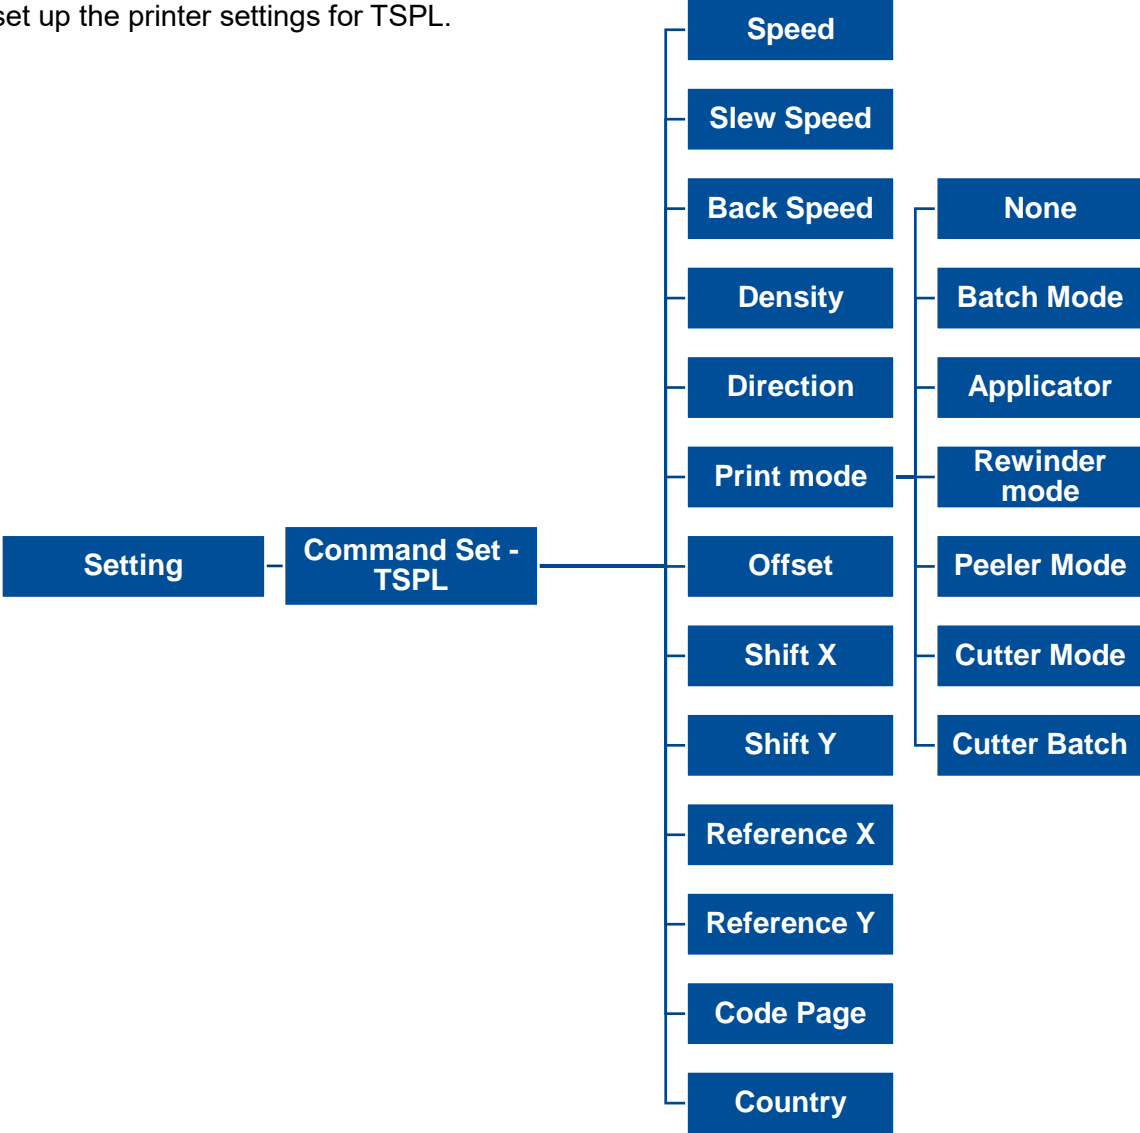 set up the printer settings for TSPL.
Speed
Slew Speed
Back Speed
None
Density
Batch Mode
Direction
Applicator
Print mode
Rewinder
mode
Setting
Command Set -
TSPL
Offset
Peeler Mode
Shift X
Cutter Mode
Shift Y
Cutter Batch
Reference X
Reference Y
Code Page
Country